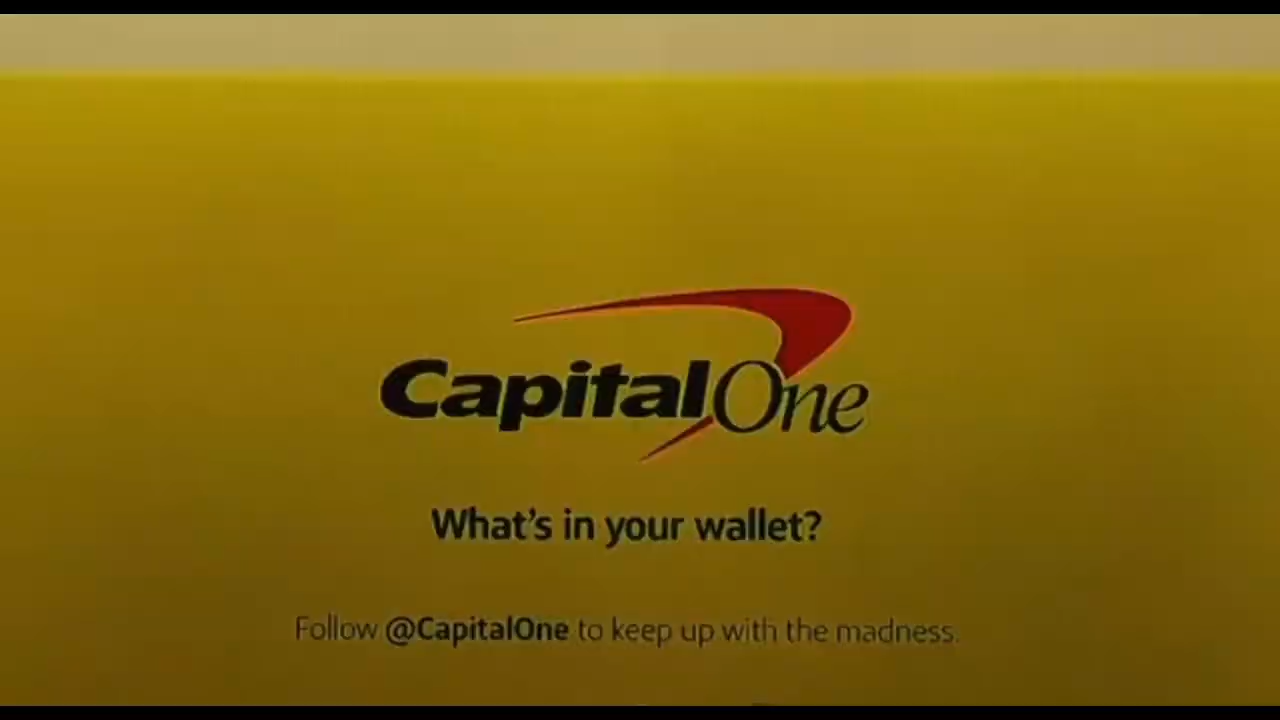 CapitalOne
What's in your wallet?
Follow @CapitalOne to keep up with the madness.